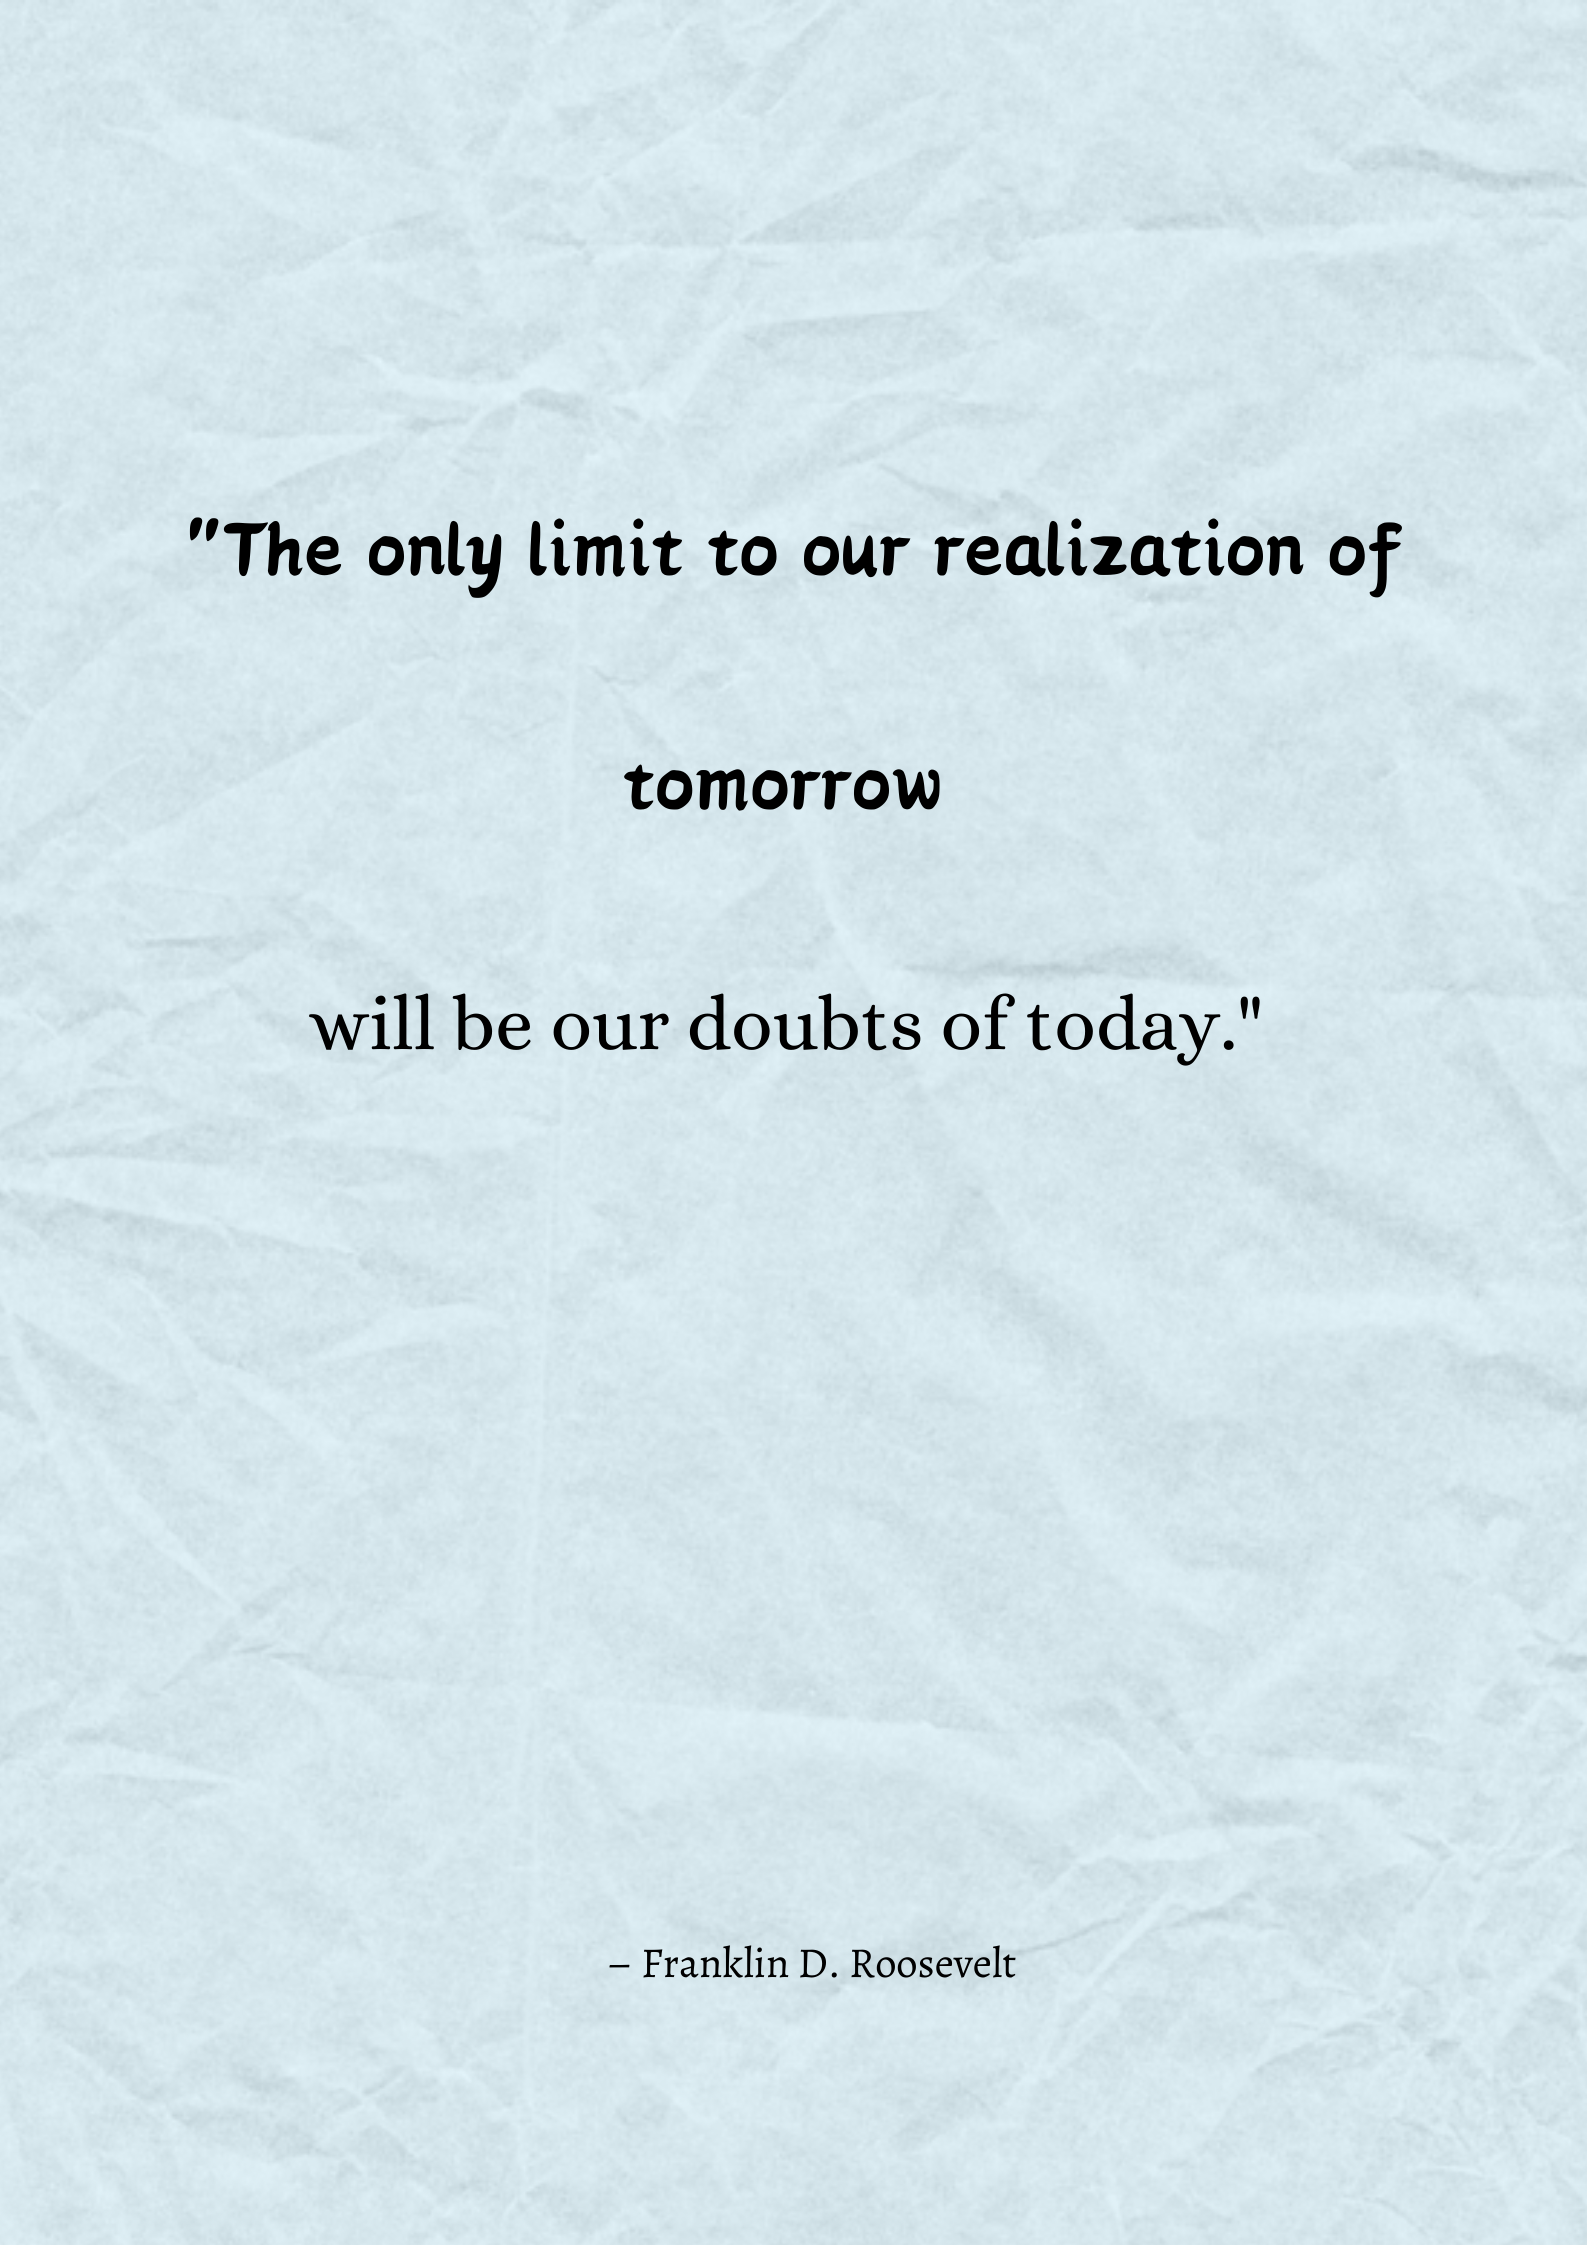 "The only limit to our realization of
tomorrow
will be our doubts of today."
– Franklin D. Roosevelt